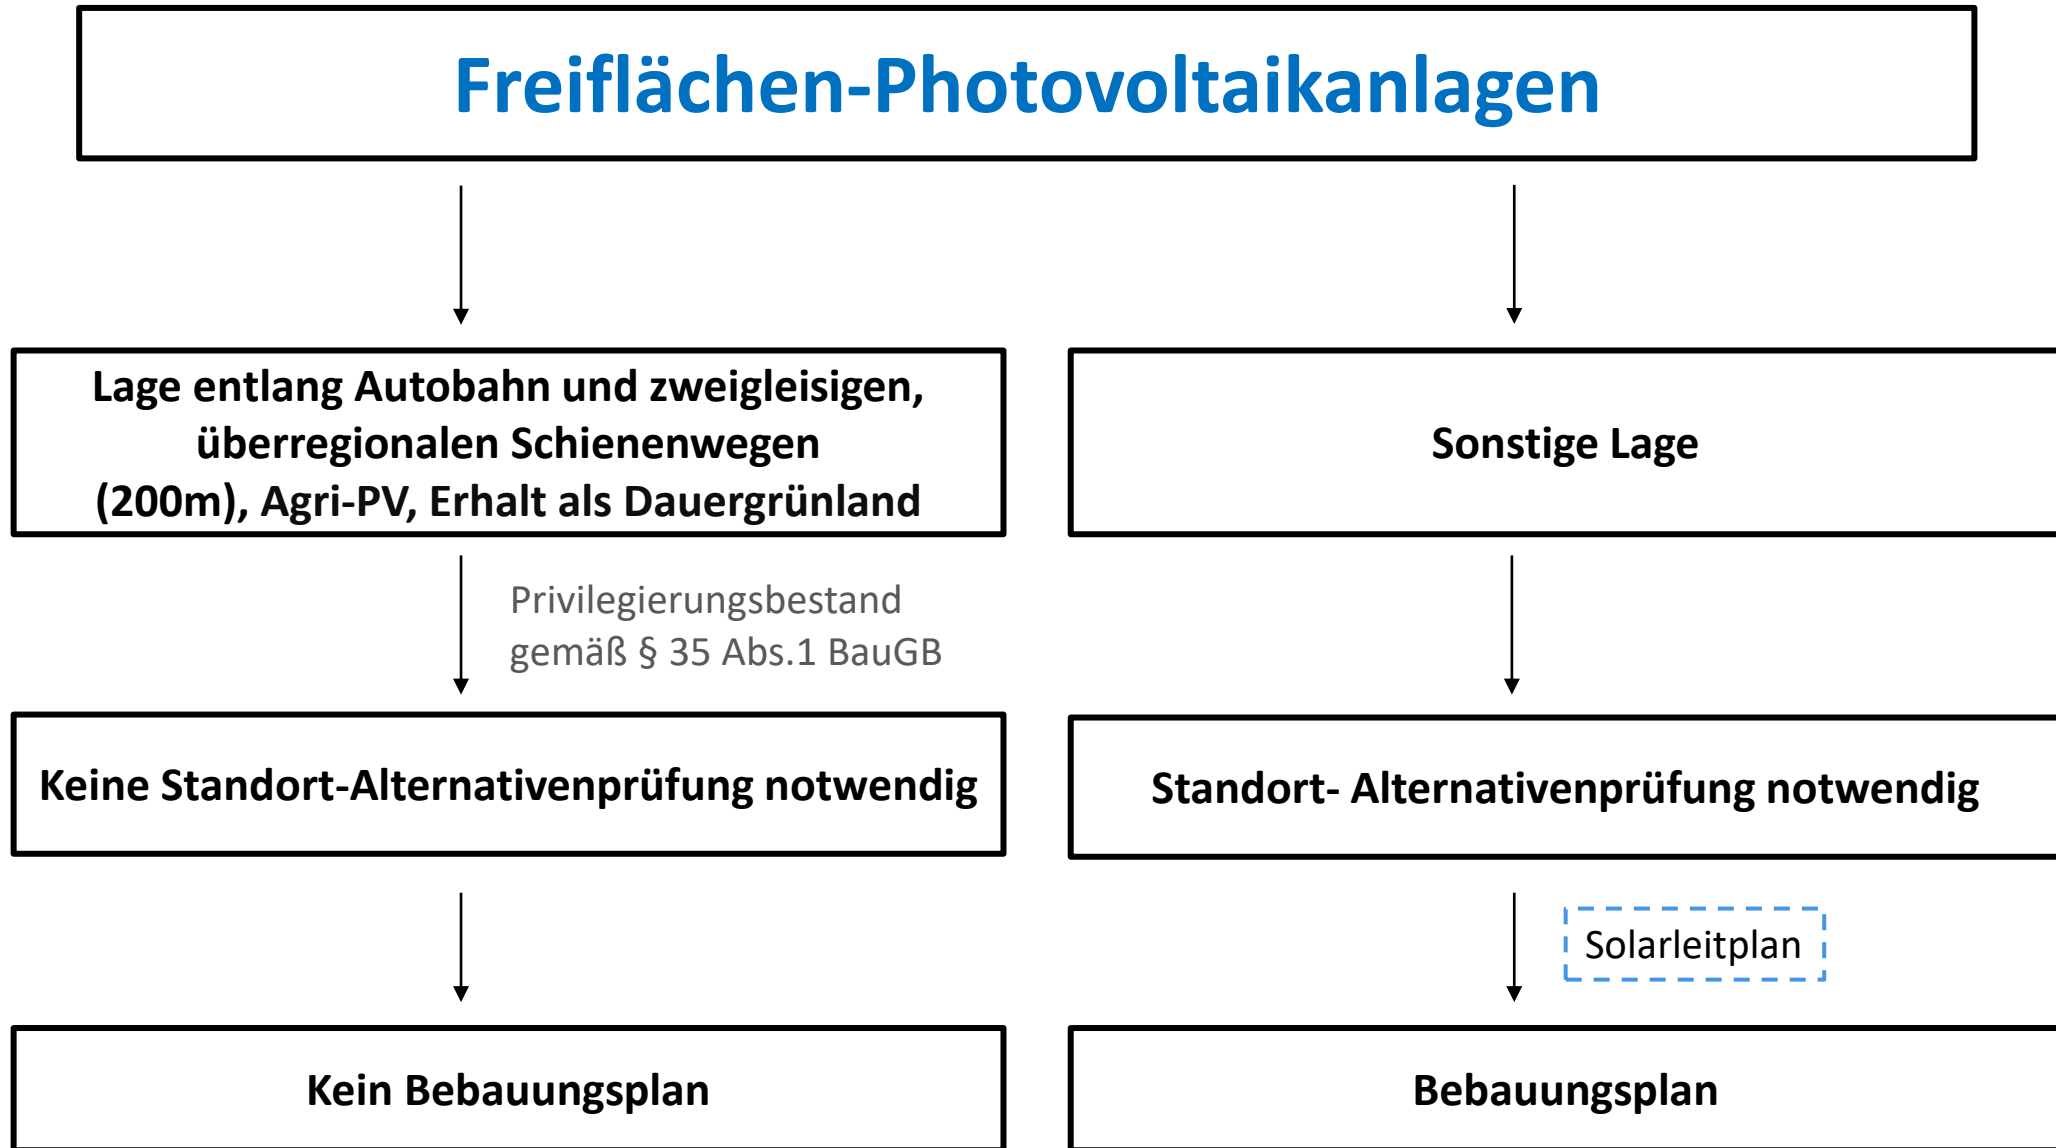 Freiflächen-Photovoltaikanlagen
Lage entlang Autobahn und zweigleisigen,
überregionalen Schienenwegen
(200m), Agri-PV, Erhalt als Dauergrünland
Sonstige Lage
Privilegierungsbestand
gemäß § 35 Abs.1 BauGB
Keine Standort-Alternativenprüfung notwendig
Standort- Alternativenprüfung notwendig
Solarleitplan
Kein Bebauungsplan
Bebauungsplan